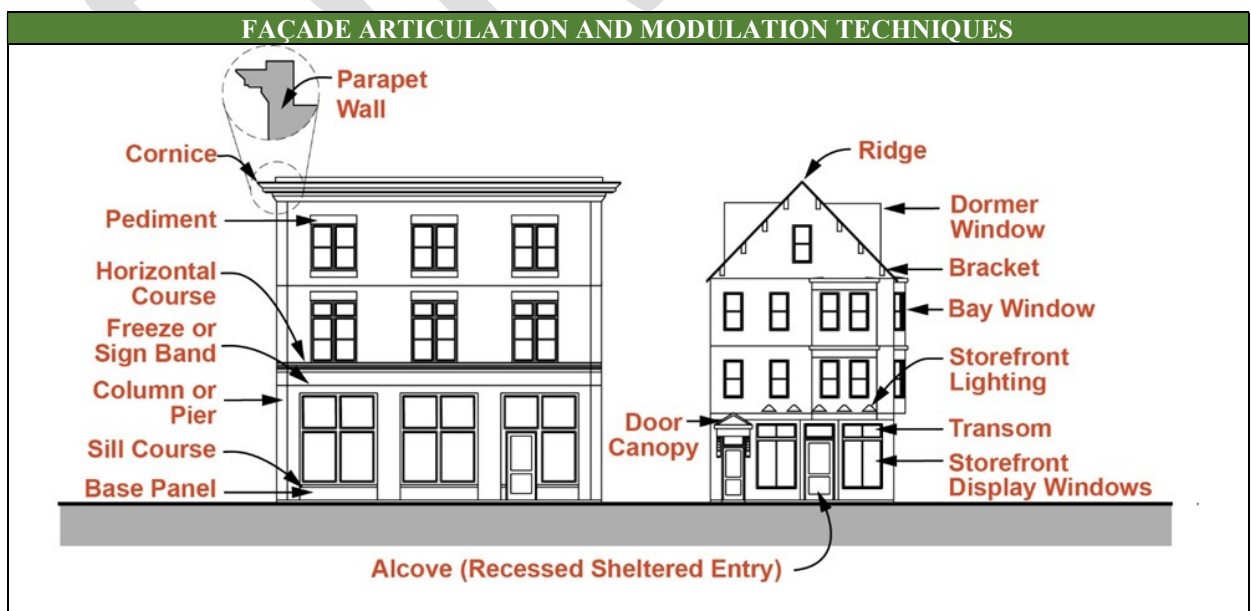 FAÇADE ARTICULATION AND MODULATION TECHNIQUES
Parapet
Wall
Cornice
Pediment
Horizontal
Course
Freeze or
Sign Band
Column or
Pier
Sill Course
Base Panel
Ridge
Dormer
Window
Bracket
Bay Window
Storefront
Lighting
Door
Canopy
Transom
Storefront
Display Windows
Alcove (Recessed Sheltered Entry)